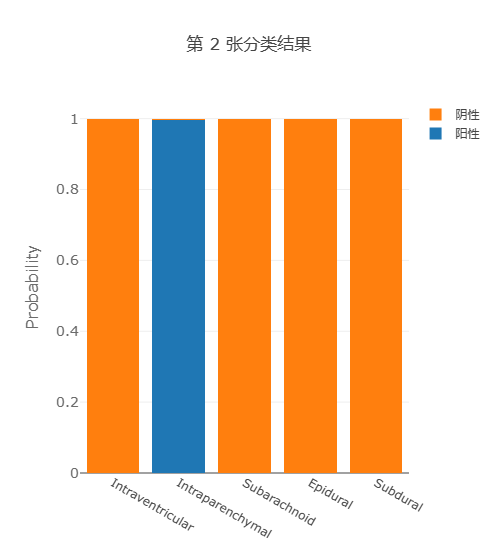 第 2 张分类结果
阴性
阳性
1
0.8
0.6
0.4
0.2
0
Probability
Intraventricular
Intraparenchymal
Subarachnoid
Epidural
Subdural